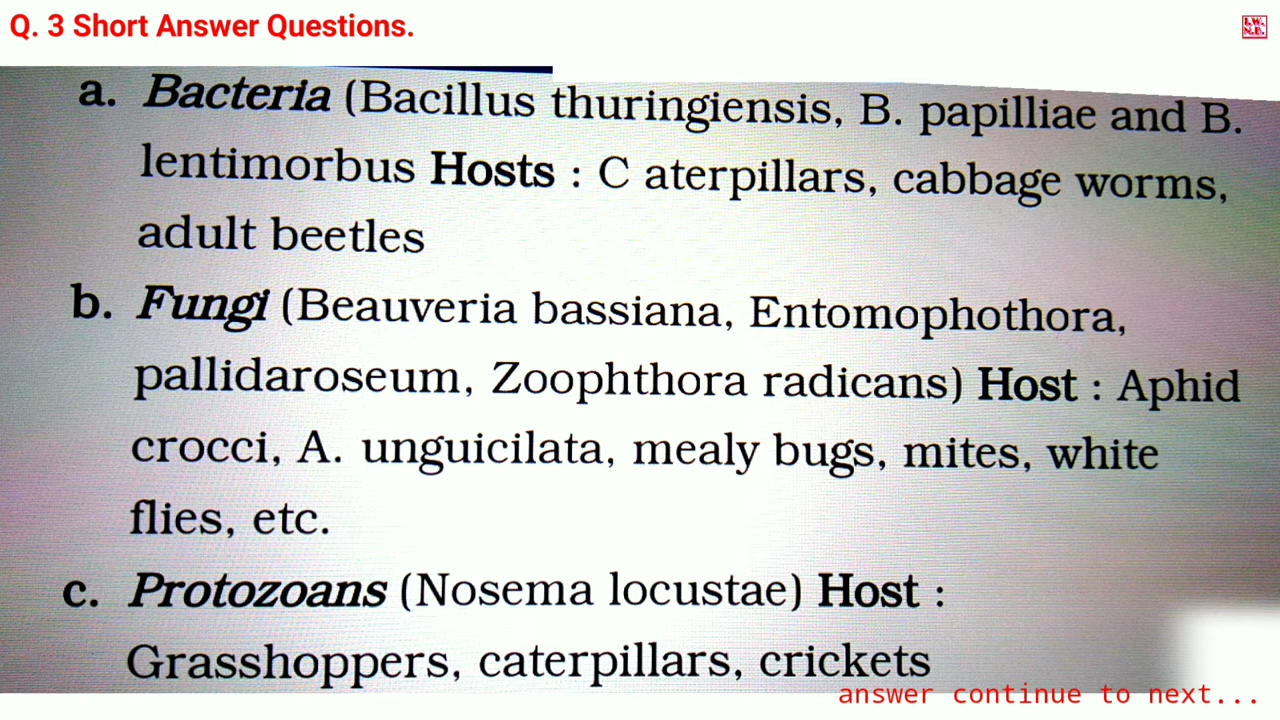 Q. 3 Short Answer Questions.
I.W.
N.E.
a. Bacteria (Bacillus thuringiensis, B. papilliae and B.
lentimorbus Hosts : C aterpillars, cabbage worms,
adult beetles
b. Fungi (Beauveria bassiana, Entomophothora,
pallidaroseum, Zoophthora radicans) Host : Aphid
crocci, A. unguicilata, mealy bugs, mites, white
flies, etc.
c. Protozoans (Nosema locustae) Host :
Grasshoppers, caterpillars, crickets
answer continue to next...